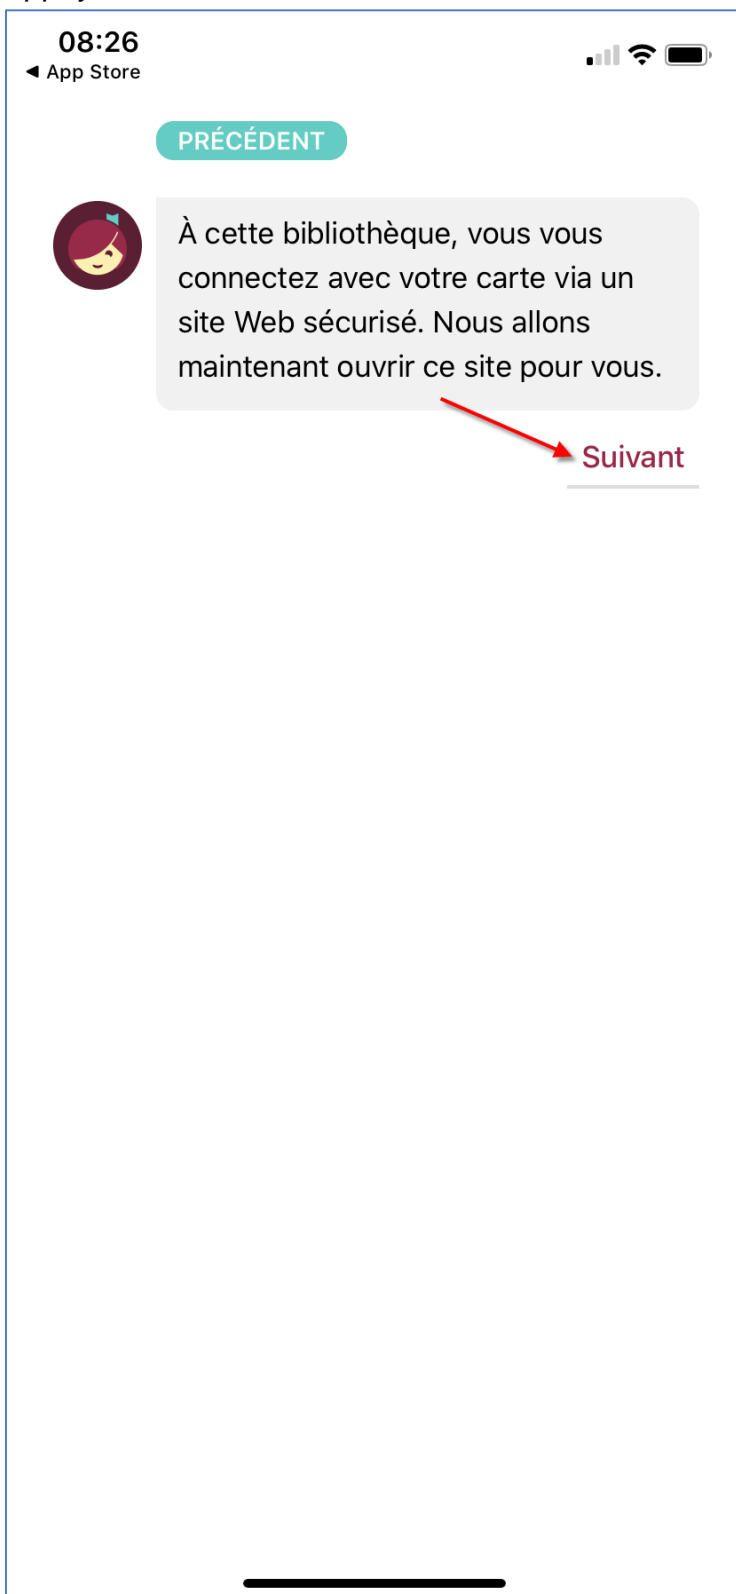 08:26
◀ App Store
PRÉCÉDENT
À cette bibliothèque, vous vous
connectez avec votre carte via un
site Web sécurisé. Nous allons
maintenant ouvrir ce site pour vous.
Suivant